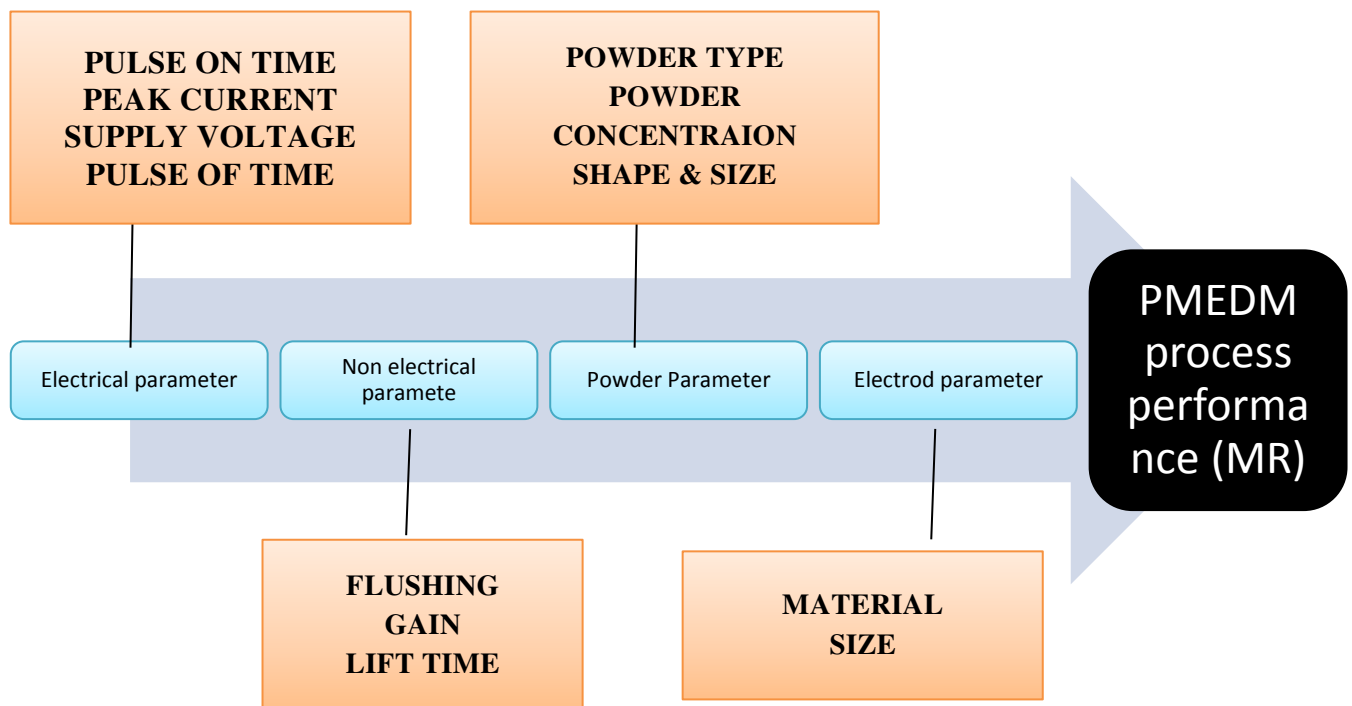 PULSE ON TIME
PEAK CURRENT
SUPPLY VOLTAGE
PULSE OF TIME
POWDER TYPE
POWDER
CONCENTRAION
SHAPE & SIZE
Electrical parameter
Non electrical
paramete
Powder Parameter
Electrod parameter
PMEDM
process
performa
nce (MR)
FLUSHING
GAIN
LIFT TIME
MATERIAL
SIZE